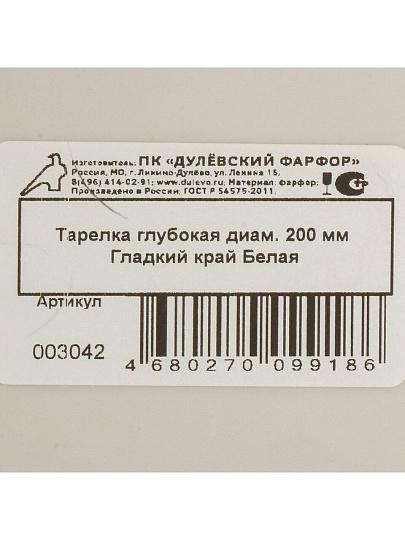 Изготовитель: ПК «ДУЛЁВСКИЙ ФАРФОР»
Россия, МО, г. Ликино-Дулёво, ул. Ленина 15,
8(496) 414-02-91; www.dulevo.ru; Материал: фарфор;
Произведено в России; ГОСТ Р 54575-2011.
Тарелка глубокая диам. 200 мм
Гладкий край Белая
Артикул
003042
4 680270 099186